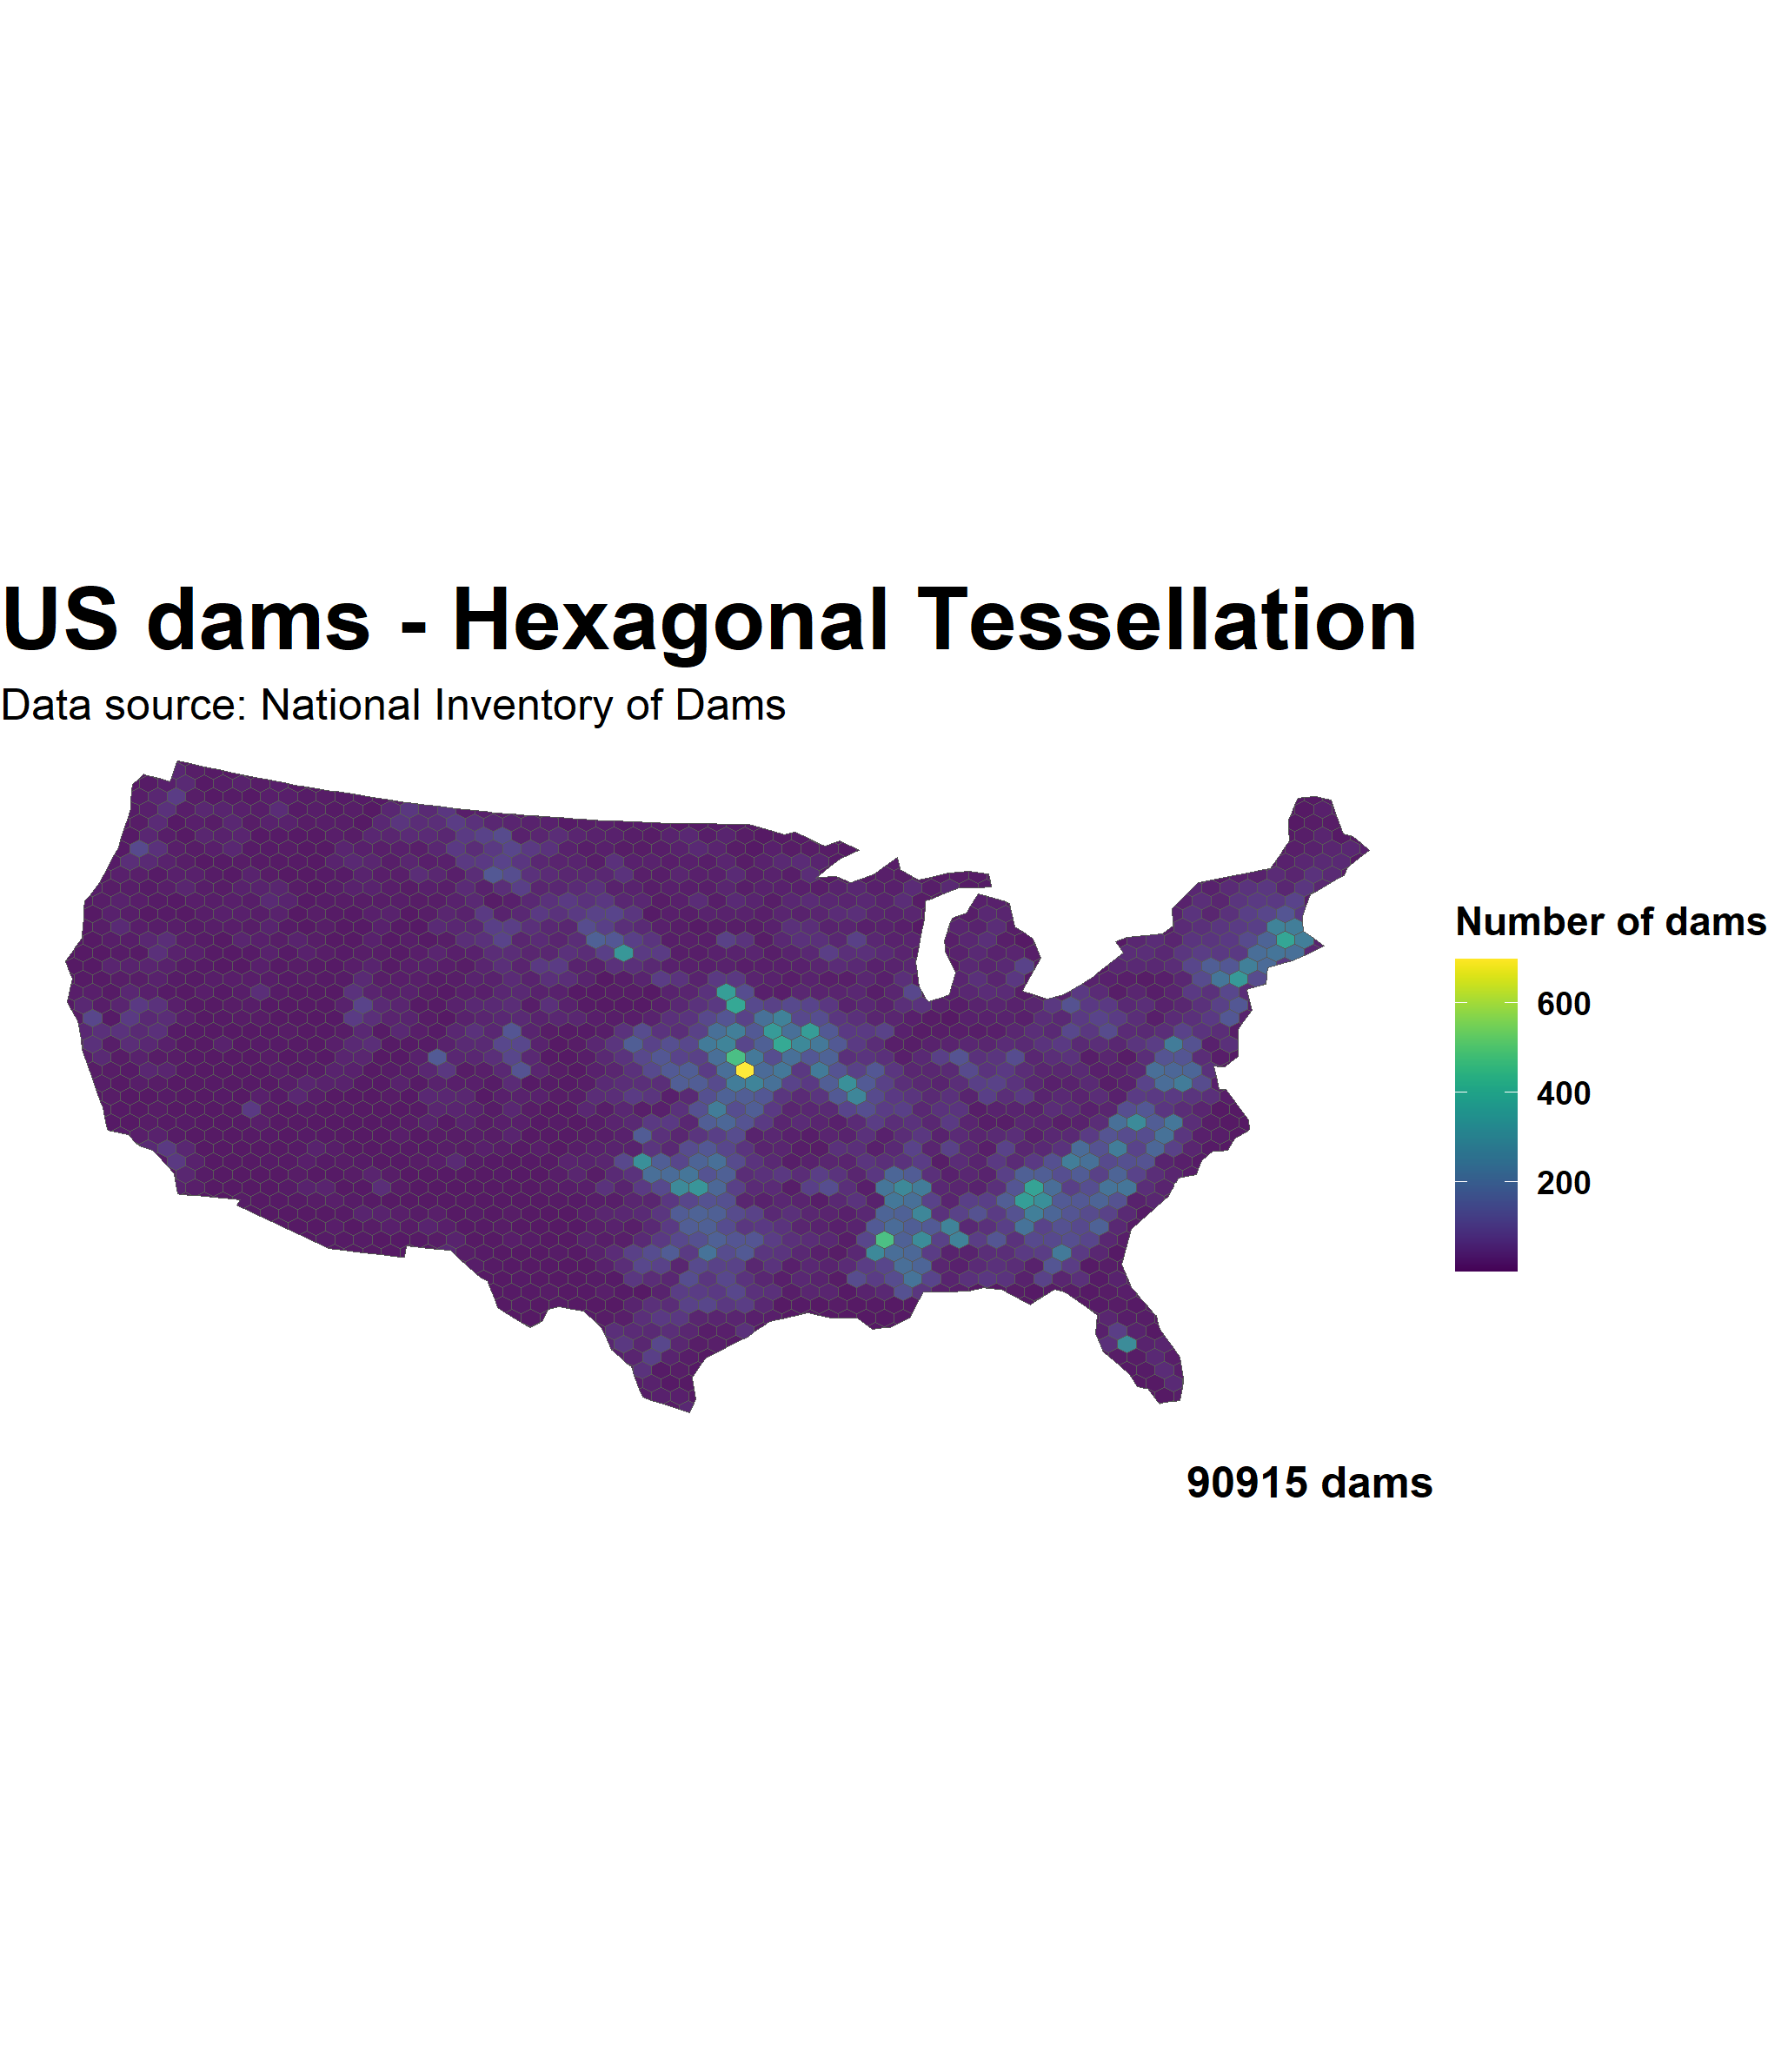 US dams - Hexagonal Tessellation
Data source: National Inventory of Dams
Number of dams
600
400
200
90915 dams